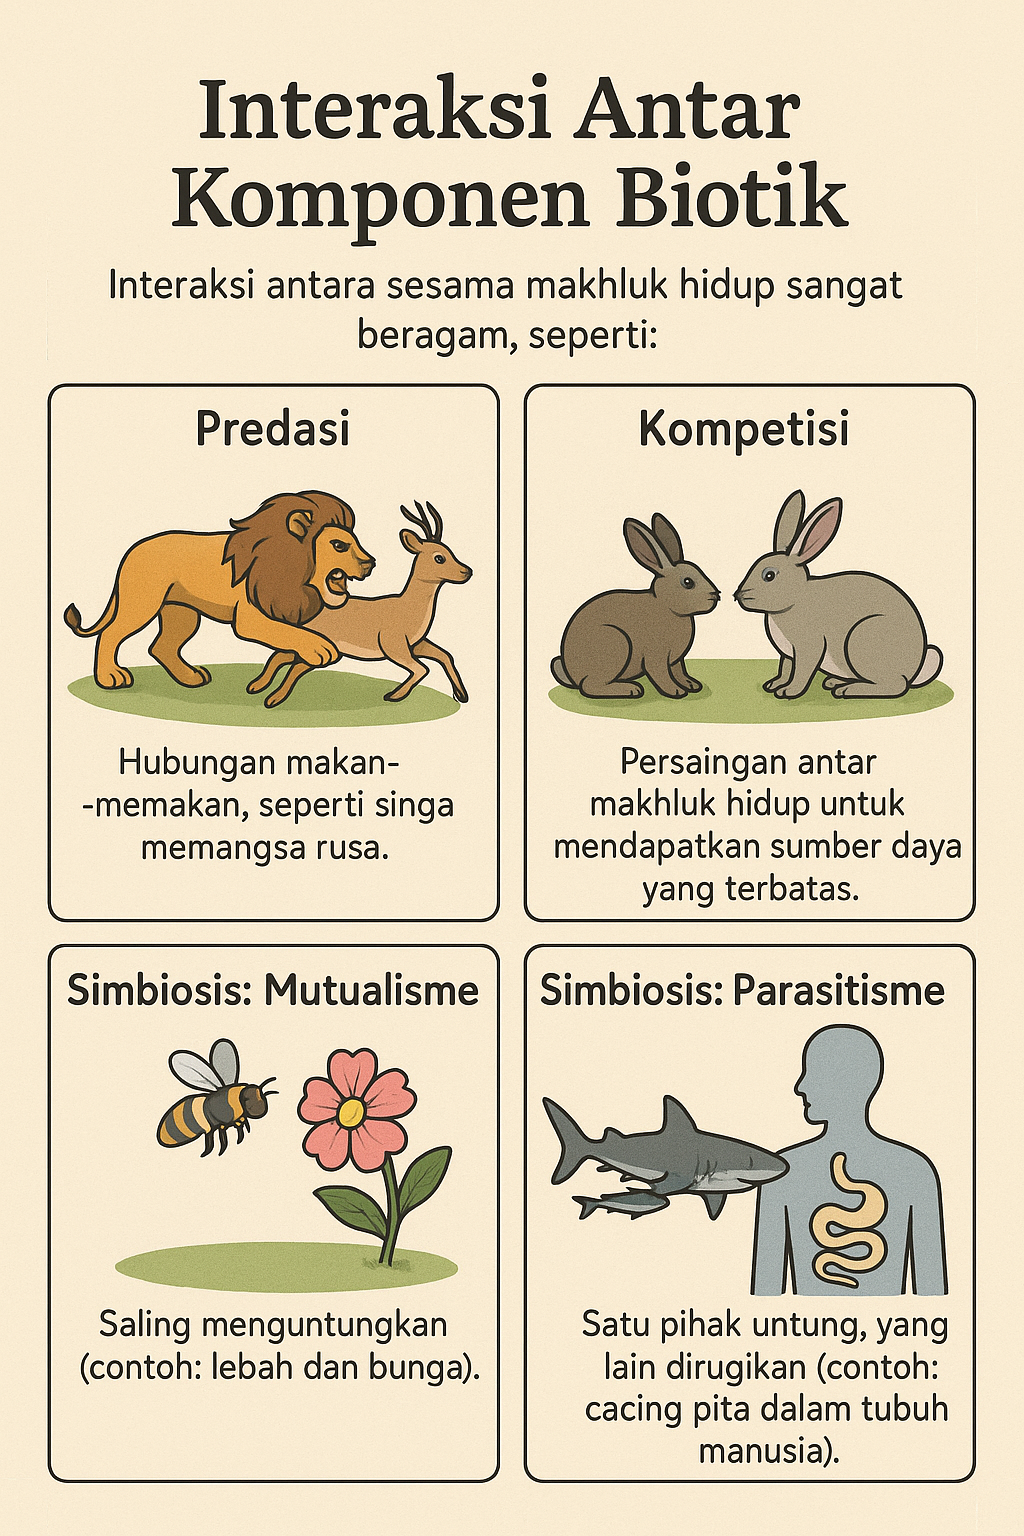 Interaksi Antar
Komponen Biotik
Interaksi antara sesama makhluk hidup sangat
beragam, seperti:
Predasi
Hubungan makan-
-memakan, seperti singa
memangsa rusa.
Kompetisi
Persaingan antar
makhluk hidup untuk
mendapatkan sumber daya
yang terbatas.
Simbiosis: Mutualisme
Saling menguntungkan
(contoh: lebah dan bunga).
Simbiosis: Parasitisme
Satu pihak untung, yang
lain dirugikan (contoh:
cacing pita dalam tubuh
manusia).